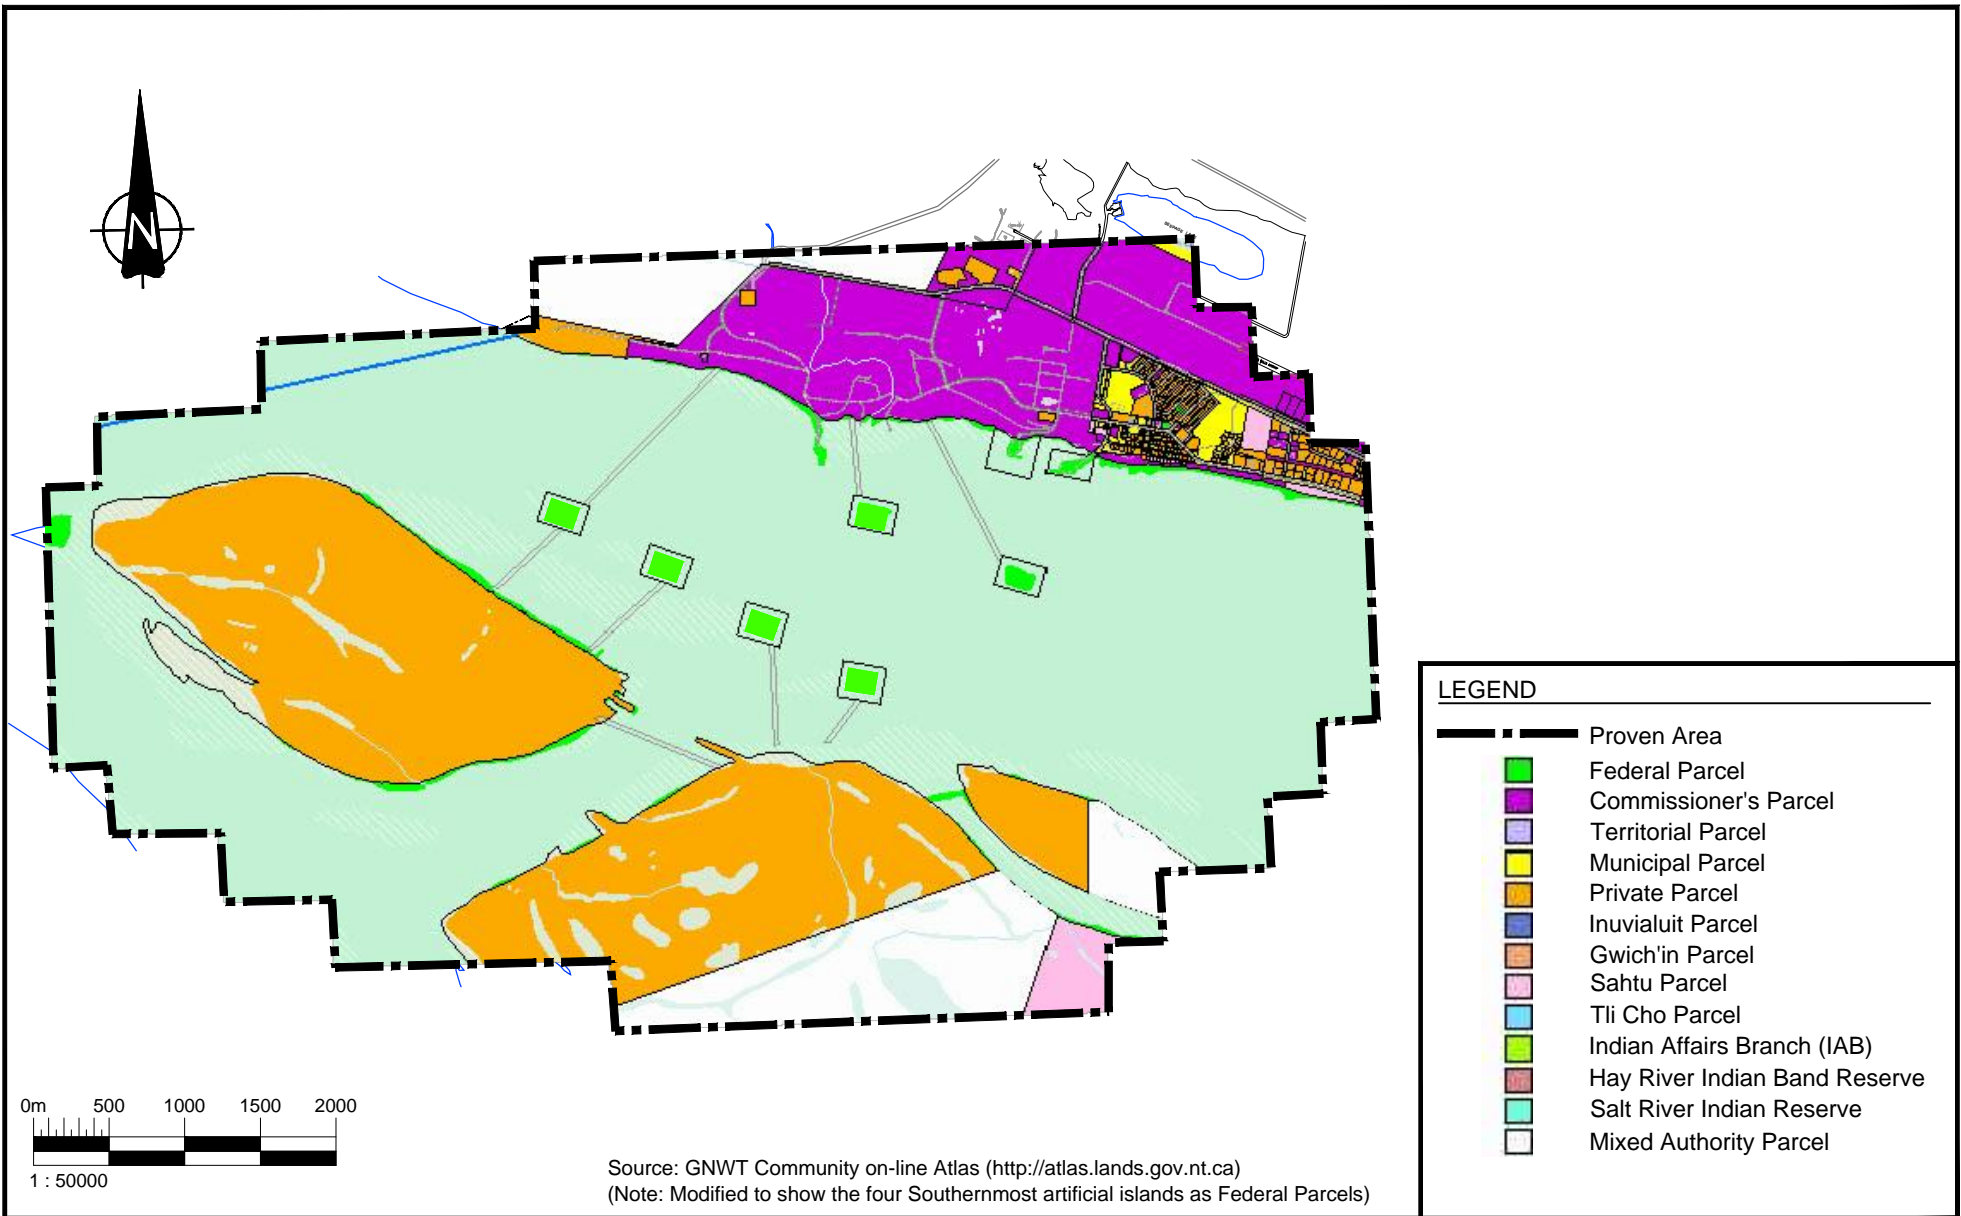 N
LEGEND
Proven Area
Federal Parcel
Commissioner's Parcel
Territorial Parcel
Municipal Parcel
Private Parcel
Inuvialuit Parcel
Gwich'in Parcel
Sahtu Parcel
Tli Cho Parcel
Indian Affairs Branch (IAB)
Hay River Indian Band Reserve
Salt River Indian Reserve
Mixed Authority Parcel
0m 500 1000 1500 2000
1 : 50000
Source: GNWT Community on-line Atlas (http://atlas.lands.gov.nt.ca)
(Note: Modified to show the four Southernmost artificial islands as Federal Parcels)